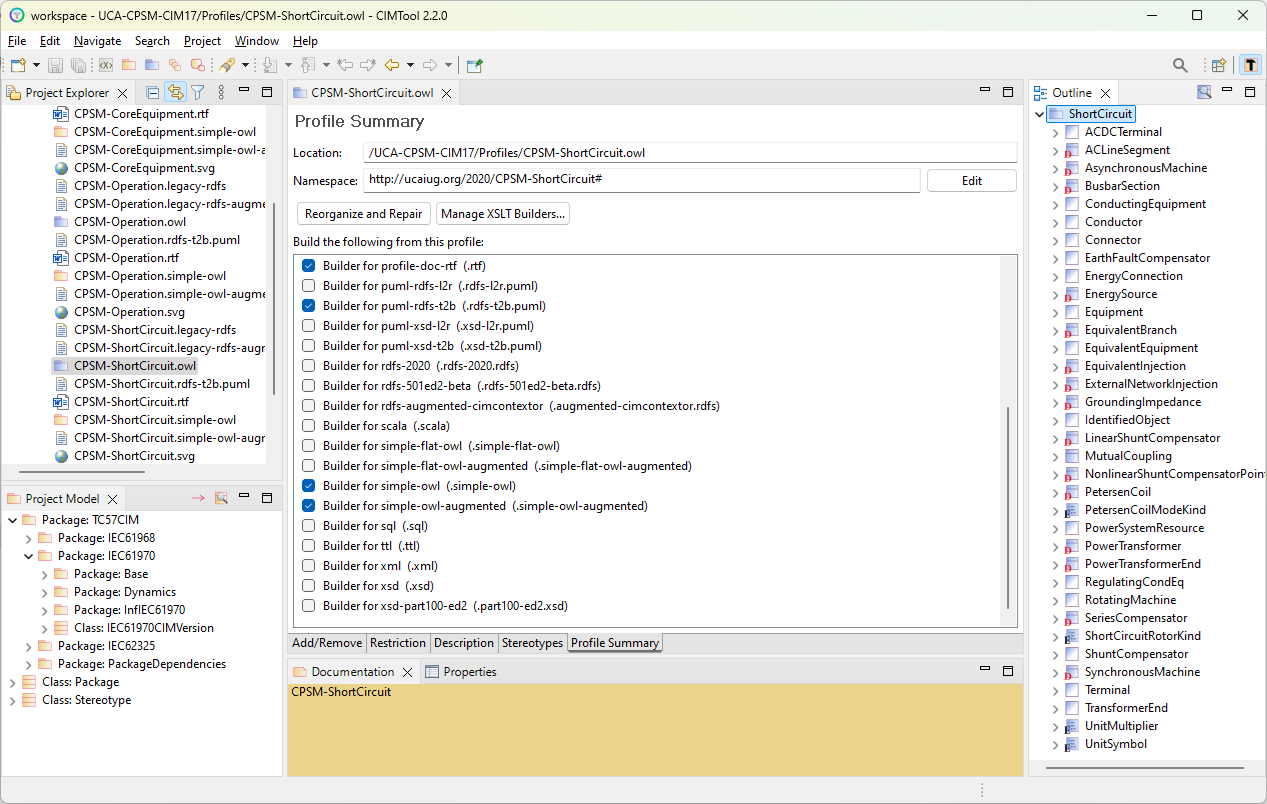 workspace - UCA-CPSM-CIM17/Profiles/CPSM-ShortCircuit.owl - CIMTool 2.2.0
File Edit Navigate Search Project Window Help
Project Explorer
CPSM-CoreEquipment.rtf
CPSM-CoreEquipment.simple-owl
CPSM-CoreEquipment.simple-owl-a
CPSM-CoreEquipment.svg
CPSM-Operation.legacy-rdfs
CPSM-Operation.legacy-rdfs-augme
CPSM-Operation.owl
CPSM-Operation.rdfs-t2b.puml
CPSM-Operation.rtf
CPSM-Operation.simple-owl
CPSM-Operation.simple-owl-augme
CPSM-Operation.svg
CPSM-ShortCircuit.legacy-rdfs
CPSM-ShortCircuit.legacy-rdfs-augr
CPSM-ShortCircuit.owl
CPSM-ShortCircuit.rdfs-t2b.puml
CPSM-ShortCircuit.rtf
CPSM-ShortCircuit.simple-owl
CPSM-ShortCircuit.simple-owl-augr
CPSM-ShortCircuit.svg
Project Model
Package: TC57CIM
Package: IEC61968
Package: IEC61970
Package: Base
Package: Dynamics
Package: InfIEC61970
Class: IEC61970CIMVersion
Package: IEC62325
Package: PackageDependencies
Class: Package
Class: Stereotype
CPSM-ShortCircuit.owl
Profile Summary
Location: /UCA-CPSM-CIM17/Profiles/CPSM-ShortCircuit.owl
Namespace: http://ucaiug.org/2020/CPSM-ShortCircuit# Edit
Reorganize and Repair Manage XSLT Builders...
Build the following from this profile:
Builder for profile-doc-rtf (.rtf)
Builder for puml-rdfs-l2r (.rdfs-l2r.puml)
Builder for puml-rdfs-t2b (.rdfs-t2b.puml)
Builder for puml-xsd-l2r (.xsd-l2r.puml)
Builder for puml-xsd-t2b (.xsd-t2b.puml)
Builder for rdfs-2020 (.rdfs-2020.rdfs)
Builder for rdfs-501ed2-beta (.rdfs-501ed2-beta.rdfs)
Builder for rdfs-augmented-cimcontextor (.augmented-cimcontextor.rdfs)
Builder for scala (.scala)
Builder for simple-flat-owl (.simple-flat-owl)
Builder for simple-flat-owl-augmented (.simple-flat-owl-augmented)
Builder for simple-owl (.simple-owl)
Builder for simple-owl-augmented (.simple-owl-augmented)
Builder for sql (.sql)
Builder for ttl (.ttl)
Builder for xml (.xml)
Builder for xsd (.xsd)
Builder for xsd-part100-ed2 (.part100-ed2.xsd)
Add/Remove Restriction Description Stereotypes Profile Summary
Documentation Properties
CPSM-ShortCircuit
Outline
ShortCircuit
ACDCTerminal
ACLineSegment
AsynchronousMachine
BusbarSection
ConductingEquipment
Conductor
Connector
EarthFaultCompensator
EnergyConnection
EnergySource
Equipment
EquivalentBranch
EquivalentEquipment
EquivalentInjection
ExternalNetworkInjection
GroundingImpedance
IdentifiedObject
LinearShuntCompensator
MutualCoupling
NonlinearShuntCompensatorPoin
PetersenCoil
PetersenCoilModeKind
PowerSystemResource
PowerTransformer
PowerTransformerEnd
RegulatingCondEq
RotatingMachine
SeriesCompensator
ShortCircuitRotorKind
ShuntCompensator
SynchronousMachine
Terminal
TransformerEnd
UnitMultiplier
UnitSymbol